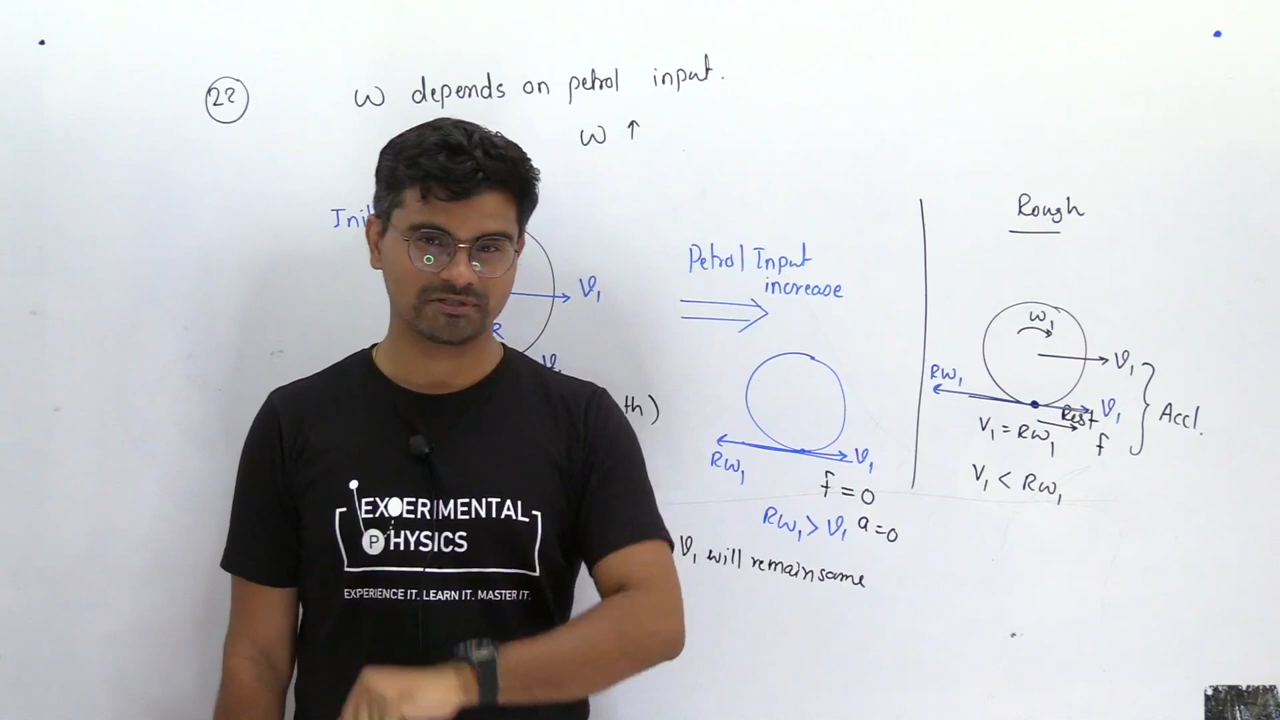 22
ω depends on petrol input.
ω ↑
v₁
R
Petrol Input
increase
Rω₁
v₁
f = 0
Rω₁ > v₁ a = 0
v₁ will remain same
Rough
ω₁
v₁
Rω₁
v₁
Rest
V₁ = Rω₁
f
V₁ < Rω₁
Accl.
EXPERIMENTAL
PHYSICS
EXPERIENCE IT. LEARN IT. MASTER IT.